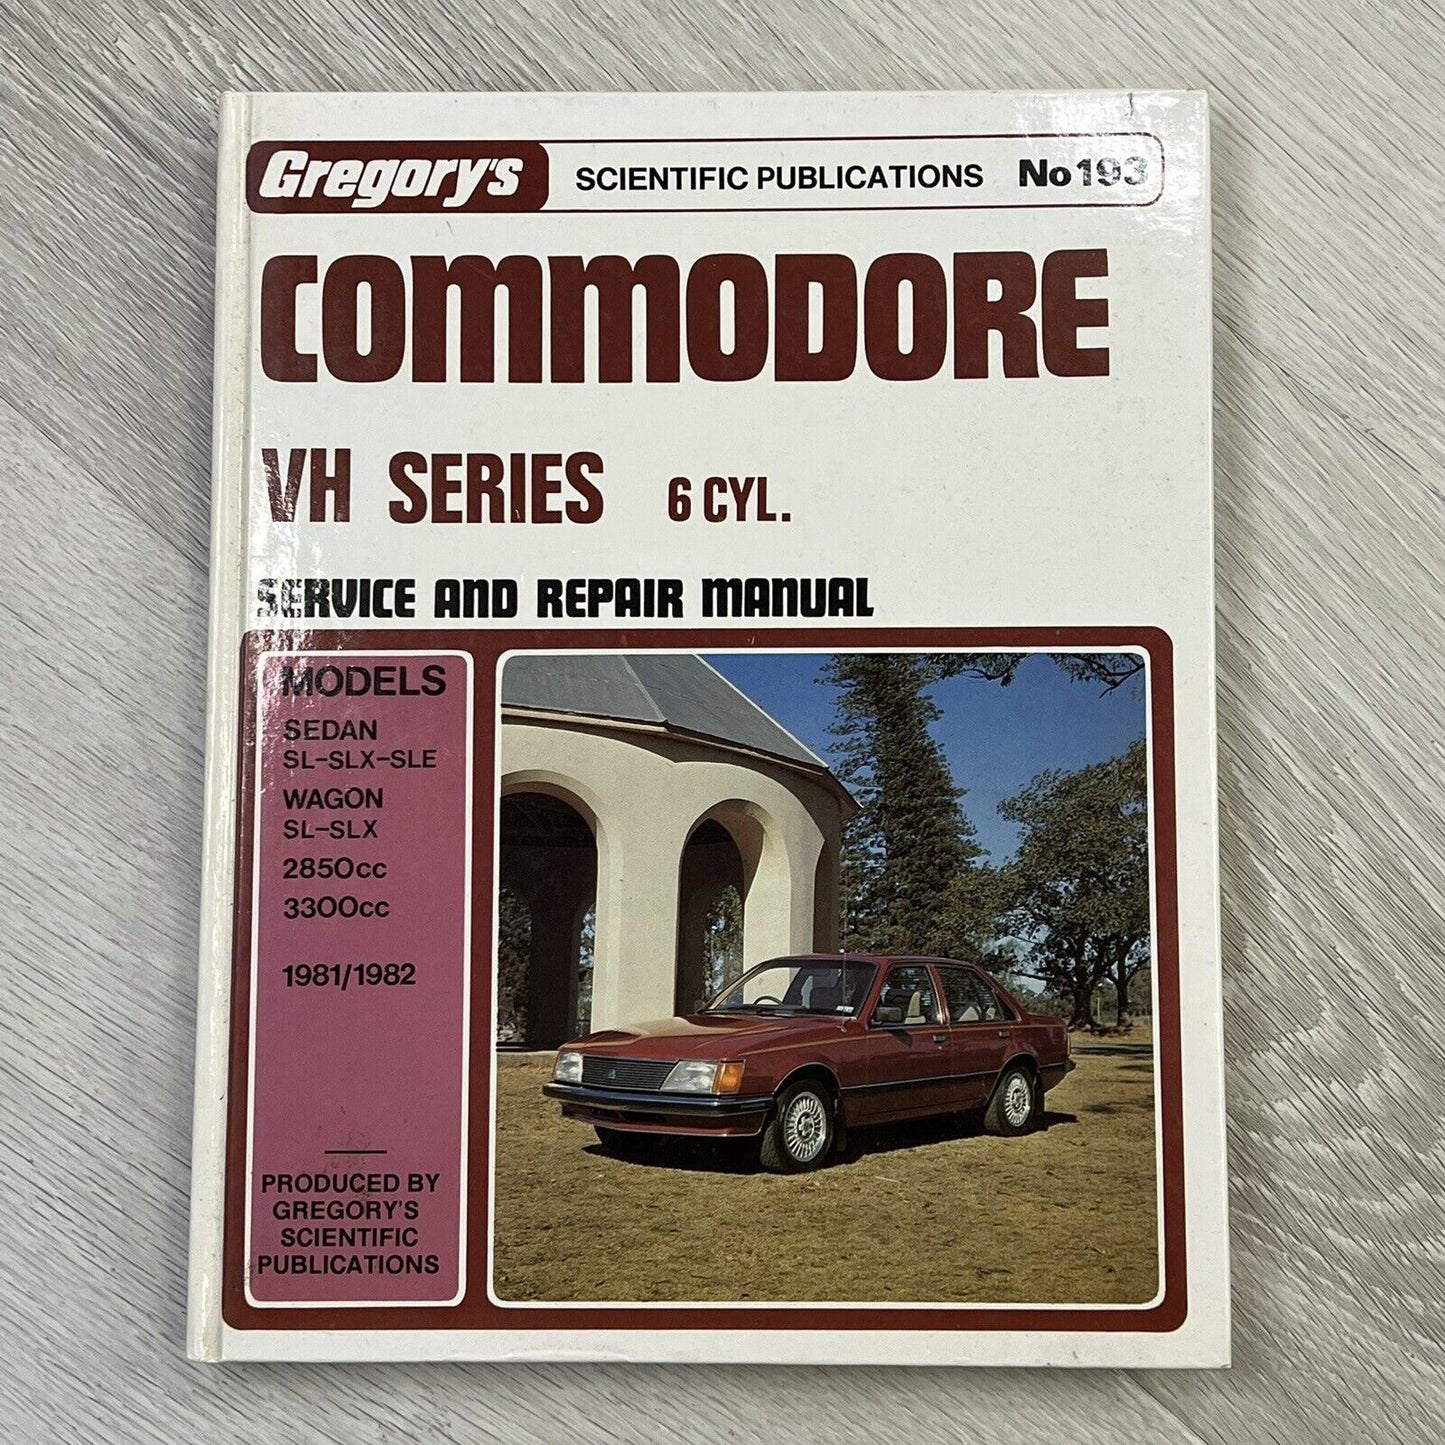 Gregory's SCIENTIFIC PUBLICATIONS No 193
COMMODORE
VH SERIES 6 CYL.
SERVICE AND REPAIR MANUAL
MODELS
SEDAN
SL-SLX-SLE
WAGON
SL-SLX
2850cc
3300cc
1981/1982
PRODUCED BY
GREGORY'S
SCIENTIFIC
PUBLICATIONS